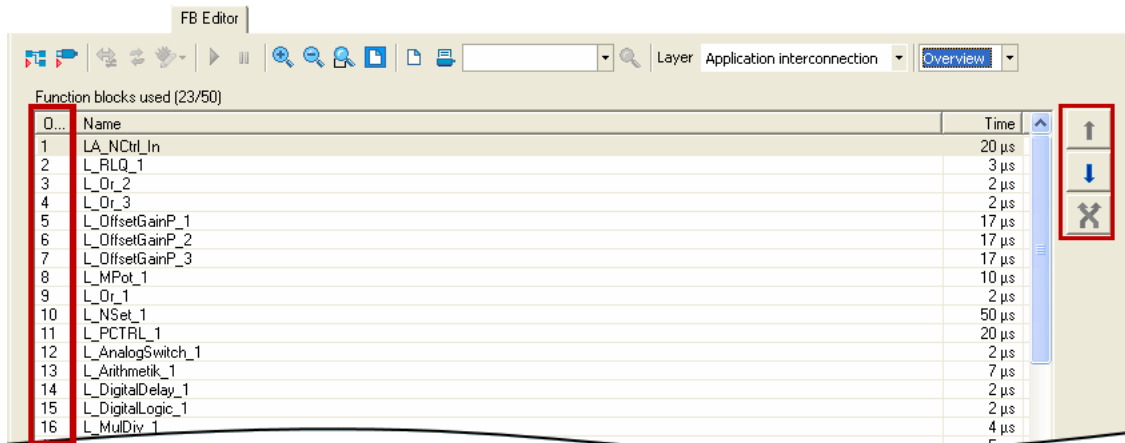 FB Editor
Layer Application interconnection Overview
Function blocks used (23/50)
O... Name Time
1 LA_NCtrl_In 20 µs
2 L_RLQ_1 3 µs
3 L_Or_2 2 µs
4 L_Or_3 2 µs
5 L_OffsetGainP_1 17 µs
6 L_OffsetGainP_2 17 µs
7 L_OffsetGainP_3 17 µs
8 L_MPot_1 10 µs
9 L_Or_1 2 µs
10 L_NSet_1 50 µs
11 L_PCTRL_1 20 µs
12 L_AnalogSwitch_1 2 µs
13 L_Arithmetik_1 7 µs
14 L_DigitalDelay_1 2 µs
15 L_DigitalLogic_1 2 µs
16 L_MulDiv_1 4 µs